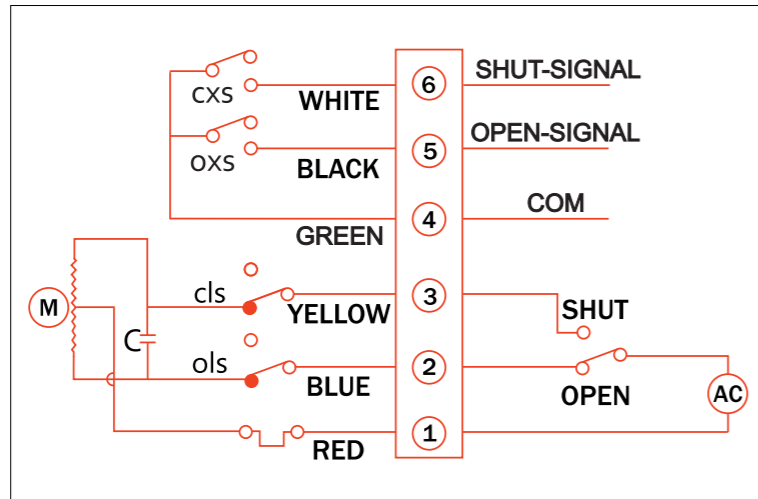 SHUT-SIGNAL
cxs
WHITE
6
OPEN-SIGNAL
oxs
BLACK
5
COM
GREEN
4
cls
YELLOW
3
SHUT
M
C
ols
BLUE
2
OPEN
AC
RED
1